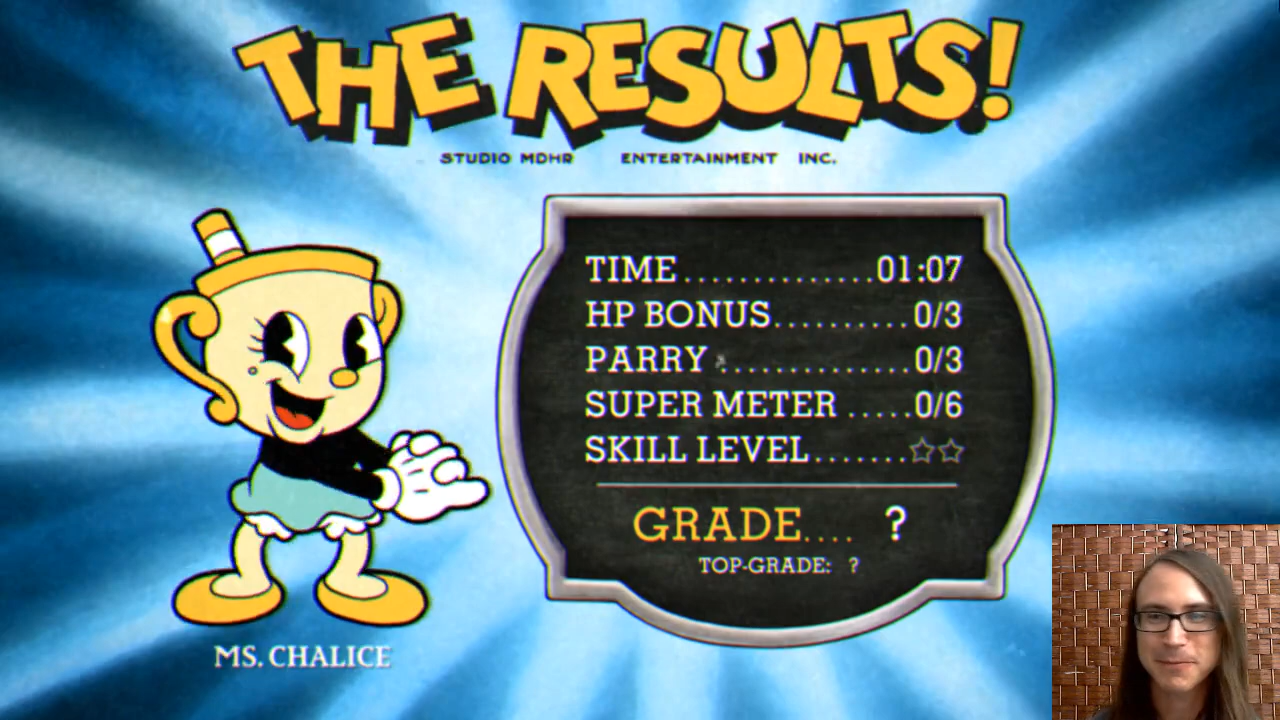 THE RESULTS!
STUDIO MDHR ENTERTAINMENT INC.
TIME..............01:07
HP BONUS..........0/3
PARRY..............0/3
SUPER METER .....0/6
SKILL LEVEL.......☆☆
GRADE.... ?
TOP-GRADE: ?
MS. CHALICE